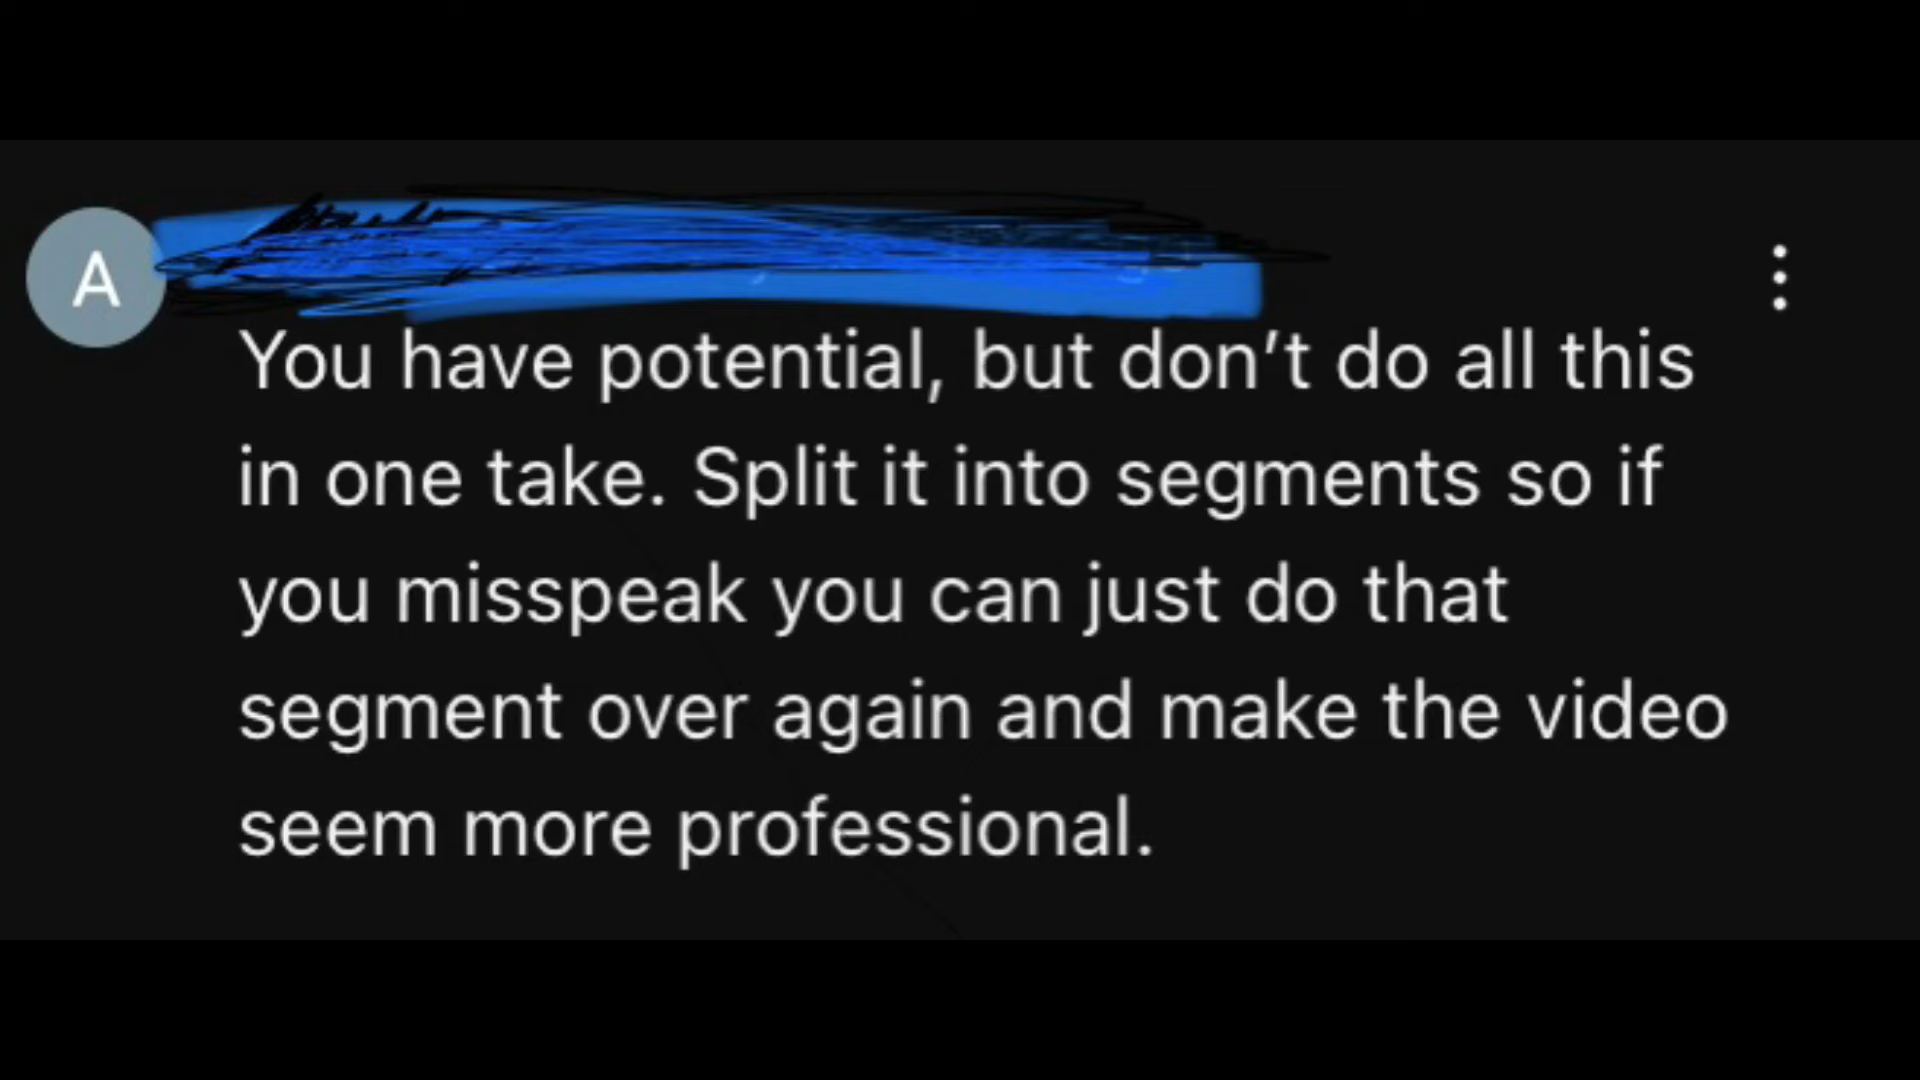 A
You have potential, but don’t do all this
in one take. Split it into segments so if
you misspeak you can just do that
segment over again and make the video
seem more professional.